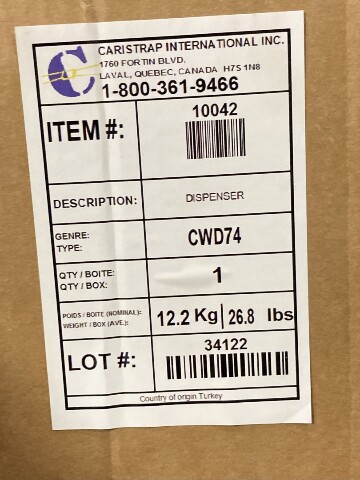 CARISTRAP INTERNATIONAL INC.
1760 FORTIN BLVD.
LAVAL, QUEBEC, CANADA H7S 1N8
1-800-361-9466
ITEM #:
10042
DESCRIPTION:
DISPENSER
GENRE:
TYPE:
CWD74
QTY / BOITE:
QTY / BOX:
1
POIDS / BOITE (NOMINAL):
WEIGHT / BOX (AVE.):
12.2 Kg 26.8 lbs
LOT #:
34122
Country of origin Turkey